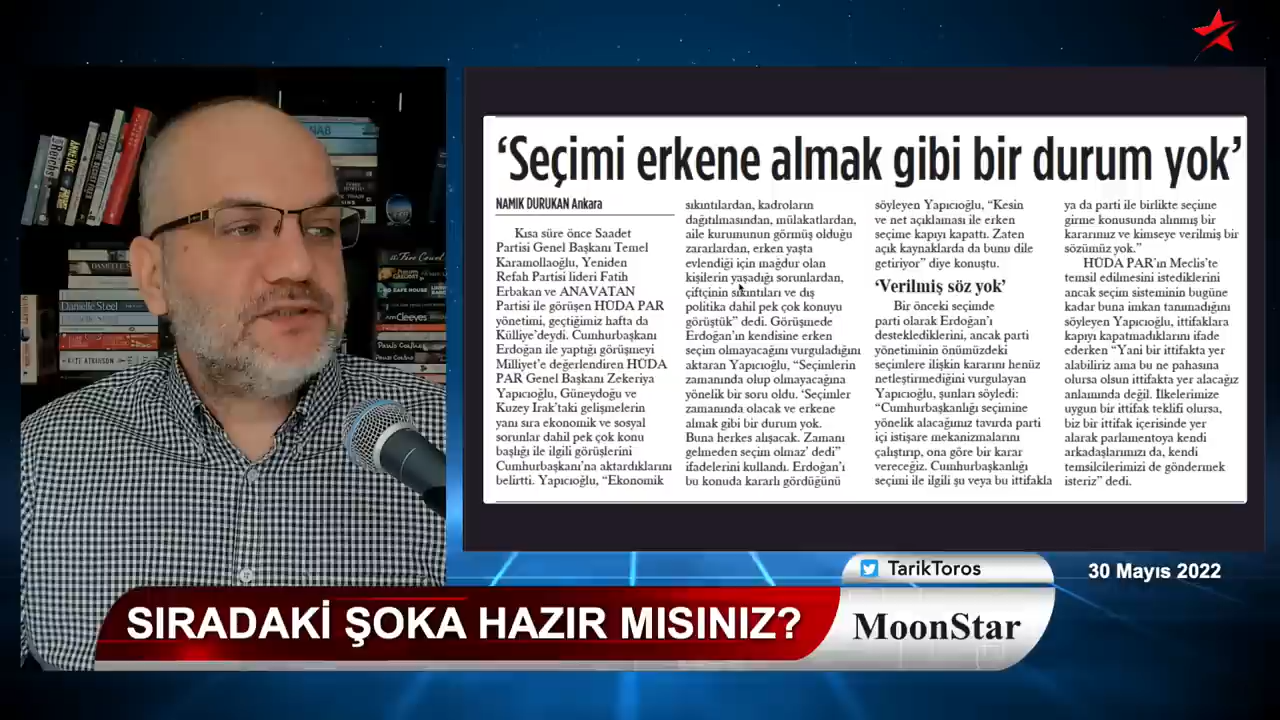 ‘Seçimi erkene almak gibi bir durum yok’
NAMIK DURUKAN Ankara
Kısa süre önce Saadet
Partisi Genel Başkanı Temel
Karamollaoğlu, Yeniden
Refah Partisi lideri Fatih
Erbakan ve ANAVATAN
Partisi ile görüşen HÜDA PAR
yönetimi, geçtiğimiz hafta da
Külliye’deydi. Cumhurbaşkanı
Erdoğan ile yaptığı görüşmeyi
Milliyet’e değerlendiren HÜDA
PAR Genel Başkanı Zekeriya
Yapıcıoğlu, Güneydoğu ve
Kuzey Irak’taki gelişmelerin
yanı sıra ekonomik ve sosyal
sorunlar dahil pek çok konu
başlığı ile ilgili görüşlerini
Cumhurbaşkanı’na aktardıklarını
belirtti. Yapıcıoğlu, “Ekonomik
sıkıntılardan, kadroların
dağıtılmasından, mülakatlardan,
aile kurumunun görmüş olduğu
zararlardan, erken yaşta
evlendiği için mağdur olan
kişilerin yaşadığı sorunlardan,
çiftçinin sıkıntıları ve dış
politika dahil pek çok konuyu
görüştük” dedi. Görüşmede
Erdoğan’ın kendisine erken
seçim olmayacağını vurguladığını
aktaran Yapıcıoğlu, “Seçimlerin
zamanında olup olmayacağına
yönelik bir soru oldu. ‘Seçimler
zamanında olacak ve erkene
almak gibi bir durum yok.
Buna herkes alışacak. Zamanı
gelmeden seçim olmaz’ dedi”
ifadelerini kullandı. Erdoğan’ı
bu konuda kararlı gördüğünü
söyleyen Yapıcıoğlu, “Kesin
ve net açıklaması ile erken
seçime kapıyı kapattı. Zaten
açık kaynaklarda da bunu dile
getiriyor” diye konuştu.
‘Verilmiş söz yok’
Bir önceki seçimde
parti olarak Erdoğan’ı
desteklediklerini, ancak parti
yönetiminin önümüzdeki
seçimlere ilişkin kararını henüz
netleştirmediğini vurgulayan
Yapıcıoğlu, şunları söyledi:
“Cumhurbaşkanlığı seçimine
yönelik alacağımız tavırda parti
içi istişare mekanizmalarını
çalıştırıp, ona göre bir karar
vereceğiz. Cumhurbaşkanlığı
seçimi ile ilgili şu veya bu ittifakla
ya da parti ile birlikte seçime
girme konusunda alınmış bir
kararımız ve kimseye verilmiş bir
sözümüz yok.”
HÜDA PAR’ın Meclis’te
temsil edilmesini istediklerini
ancak seçim sisteminin bugüne
kadar buna imkan tanımadığını
söyleyen Yapıcıoğlu, ittifaklara
kapıyı kapatmadıklarını ifade
ederken “Yani bir ittifakta yer
alabiliriz ama bu ne pahasına
olursa olsun ittifakta yer alacağız
anlamında değil. İlkelerimize
uygun bir ittifak teklifi olursa,
biz bir ittifak içerisinde yer
alarak parlamentoya kendi
arkadaşlarımızı da, kendi
temsilcilerimizi de göndermek
isteriz” dedi.
Danielle Steel
KATE ATKINSON
Ann Cleeves
TarikToros
30 Mayıs 2022
SIRADAKİ ŞOKA HAZIR MISINIZ?
MoonStar